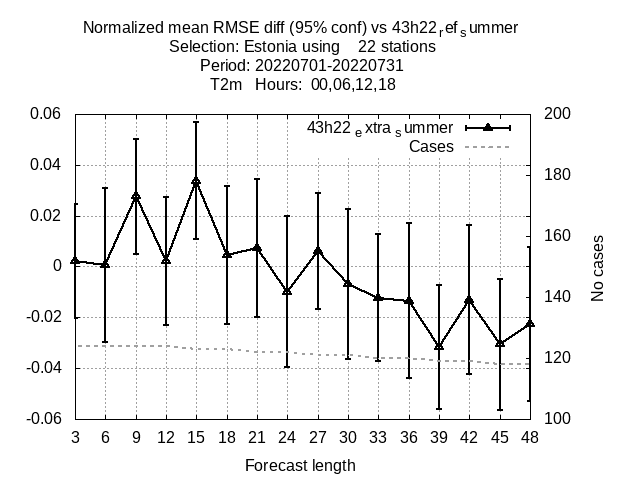 Normalized mean RMSE diff (95% conf) vs 43h22refsummer
Selection: Estonia using 22 stations
Period: 20220701-20220731
T2m Hours: 00,06,12,18
43h22extrasummer
Cases
0.06
0.04
0.02
0
-0.02
-0.04
-0.06
200
180
160
140
120
100
No cases
3 6 9 12 15 18 21 24 27 30 33 36 39 42 45 48
Forecast length